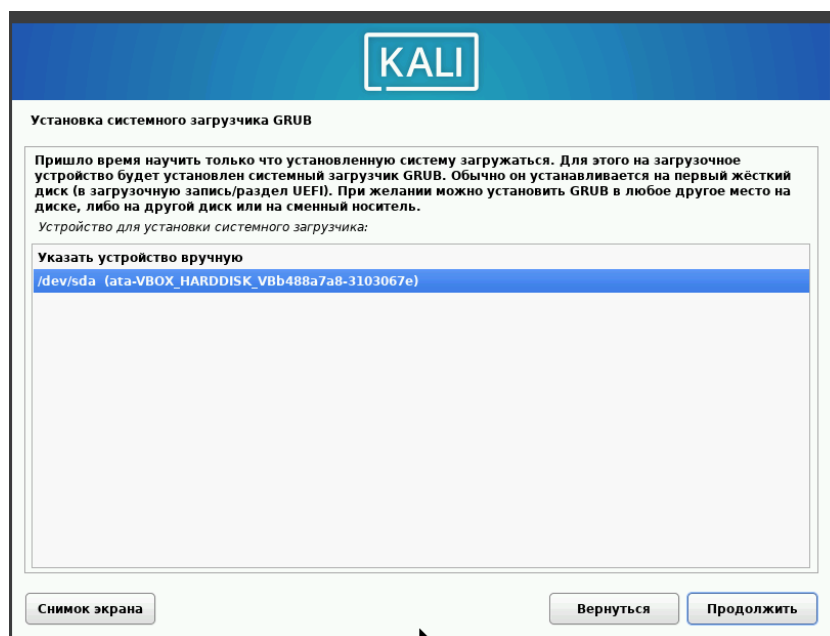 KALI
Установка системного загрузчика GRUB
Пришло время научить только что установленную систему загружаться. Для этого на загрузочное
устройство будет установлен системный загрузчик GRUB. Обычно он устанавливается на первый жёсткий
диск (в загрузочную запись/раздел UEFI). При желании можно установить GRUB в любое другое место на
диске, либо на другой диск или на сменный носитель.
Устройство для установки системного загрузчика:
Указать устройство вручную
/dev/sda (ata-VBOX_HARDDISK_VBb488a7a8-3103067e)
Снимок экрана
Вернуться
Продолжить